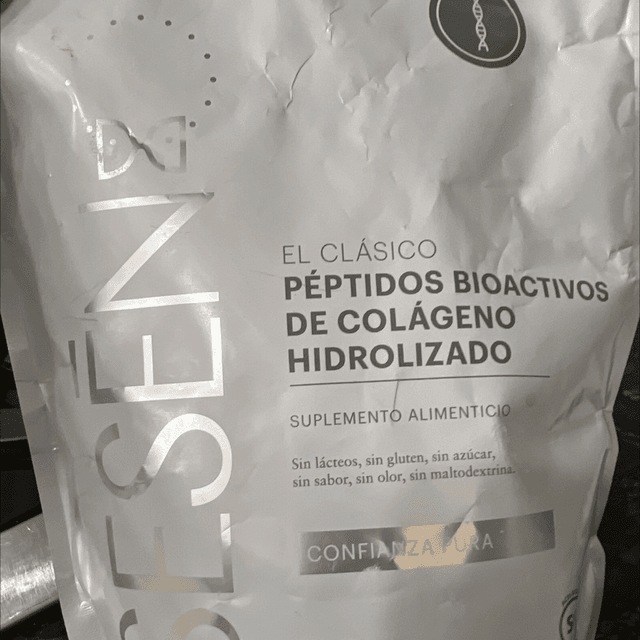 EL CLÁSICO
PÉPTIDOS BIOACTIVOS
DE COLÁGENO
HIDROLIZADO
SUPLEMENTO ALIMENTICIO
Sin lácteos, sin gluten, sin azúcar,
sin sabor, sin olor, sin maltodextrina.
CONFIANZA PURA